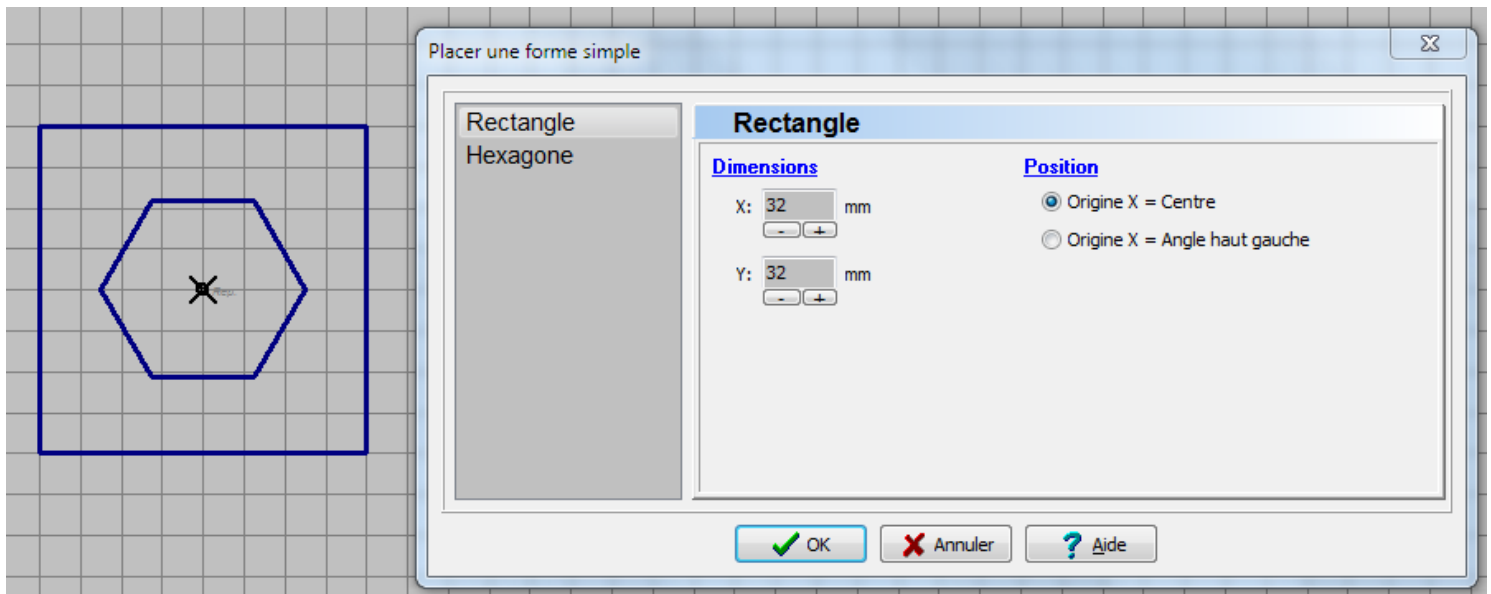 Placer une forme simple
Rectangle
Hexagone
Rectangle
Dimensions
X: 32 mm
- +
Y: 32 mm
- +
Position
Origine X = Centre
Origine X = Angle haut gauche
OK
Annuler
Aide